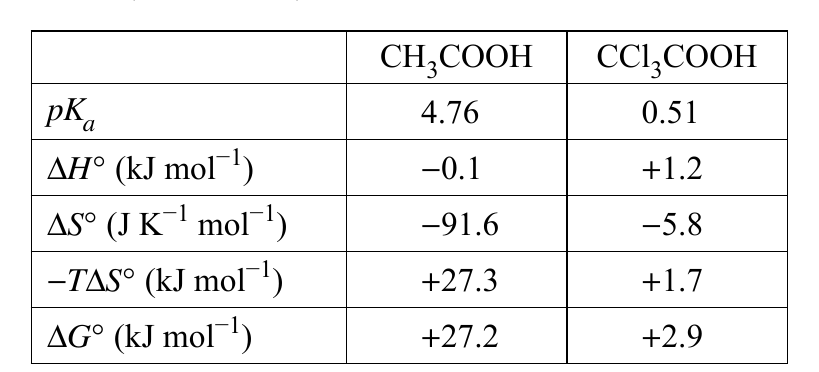 CH₃COOH CCl₃COOH
pKₐ 4.76 0.51
ΔH° (kJ mol⁻¹) −0.1 +1.2
ΔS° (J K⁻¹ mol⁻¹) −91.6 −5.8
−TΔS° (kJ mol⁻¹) +27.3 +1.7
ΔG° (kJ mol⁻¹) +27.2 +2.9